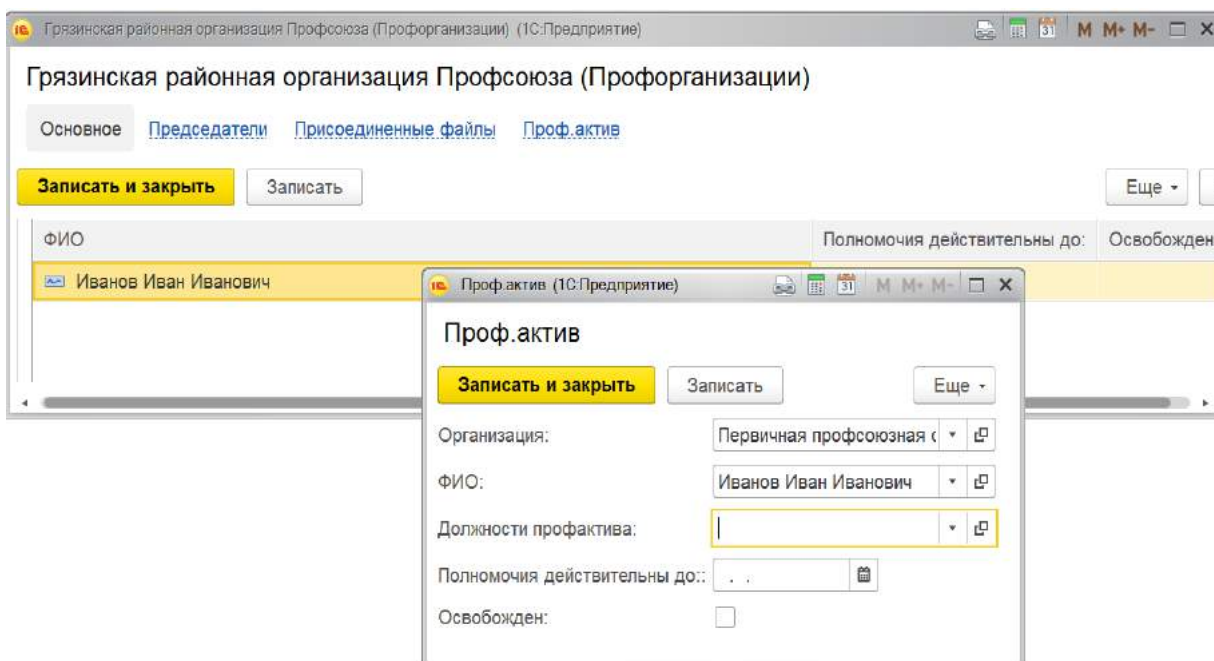 Грязинская районная организация Профсоюза (Профорганизации) (1С:Предприятие) M M+ M-
Грязинская районная организация Профсоюза (Профорганизации)
Основное Председатели Присоединенные файлы Проф.актив
Записать и закрыть Записать Еще
ФИО Полномочия действительны до: Освобожден
Иванов Иван Иванович
Проф.актив (1С:Предприятие) M M+ M-
Проф.актив
Записать и закрыть Записать Еще
Организация: Первичная профсоюзная
ФИО: Иванов Иван Иванович
Должности профактива:
Полномочия действительны до:: . .
Освобожден: